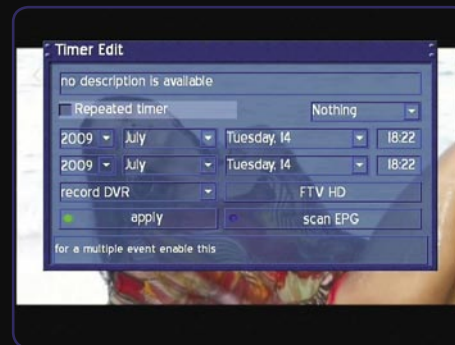 Timer Edit
no description is available
Repeated timer Nothing
2009 July Tuesday, 14 18:22
2009 July Tuesday, 14 18:22
record DVR FTV HD
apply scan EPG
for a multiple event enable this